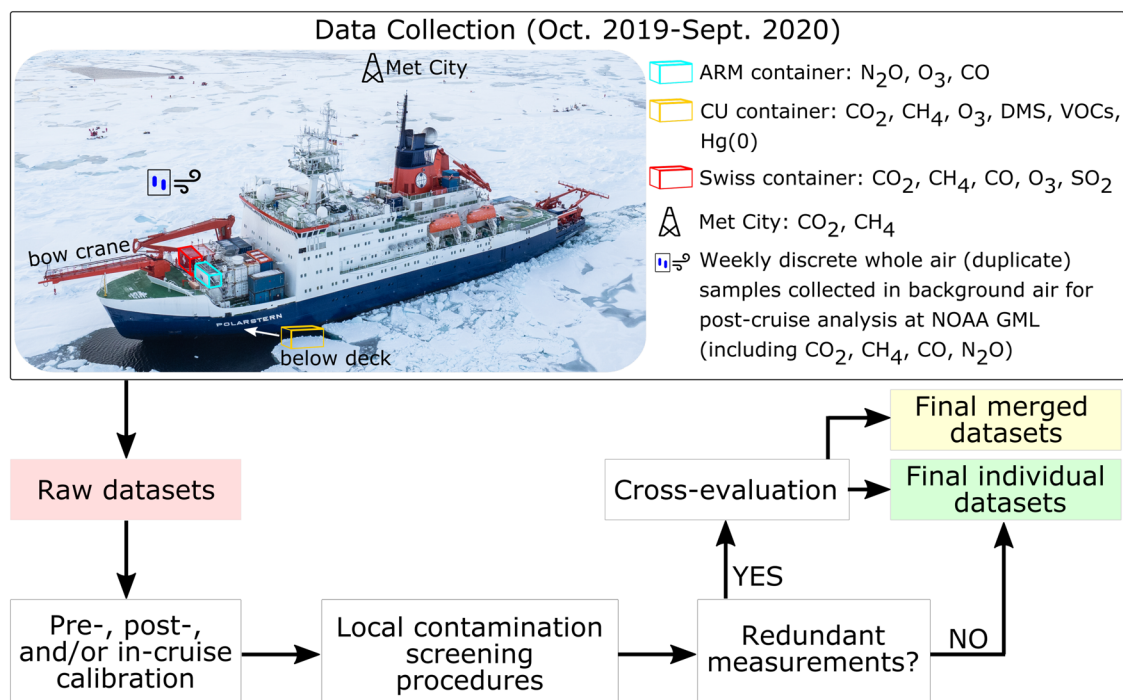 Data Collection (Oct. 2019-Sept. 2020)
Met City
bow crane
POLARSTERN
below deck
ARM container: N₂O, O₃, CO
CU container: CO₂, CH₄, O₃, DMS, VOCs,
Hg(0)
Swiss container: CO₂, CH₄, CO, O₃, SO₂
Met City: CO₂, CH₄
Weekly discrete whole air (duplicate)
samples collected in background air for
post-cruise analysis at NOAA GML
(including CO₂, CH₄, CO, N₂O)
Raw datasets
Pre-, post-,
and/or in-cruise
calibration
Local contamination
screening
procedures
Redundant
measurements?
YES
NO
Cross-evaluation
Final merged
datasets
Final individual
datasets